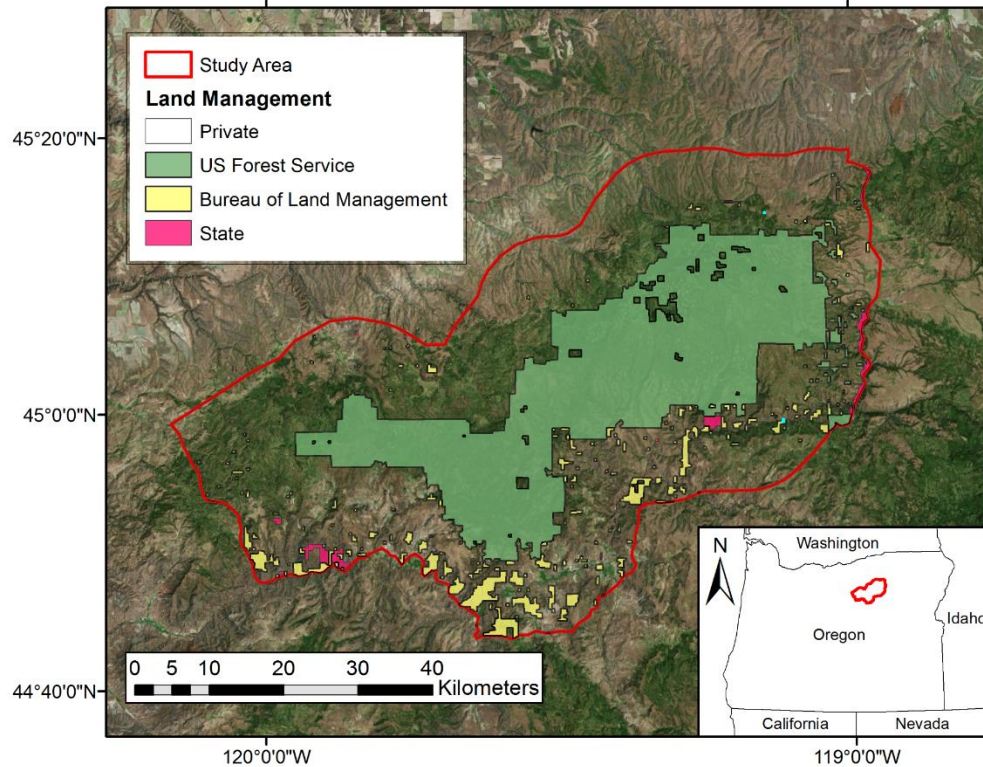 Study Area
Land Management
Private
US Forest Service
Bureau of Land Management
State
45°20'0"N
45°0'0"N
44°40'0"N
0 5 10 20 30 40
Kilometers
N
Washington
Oregon
Idaho
California
Nevada
120°0'0"W
119°0'0"W